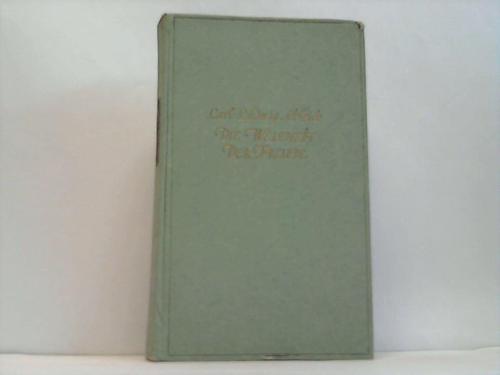 Carl Ludwig Schleich
DIE WEISHEIT
DER FREUDE